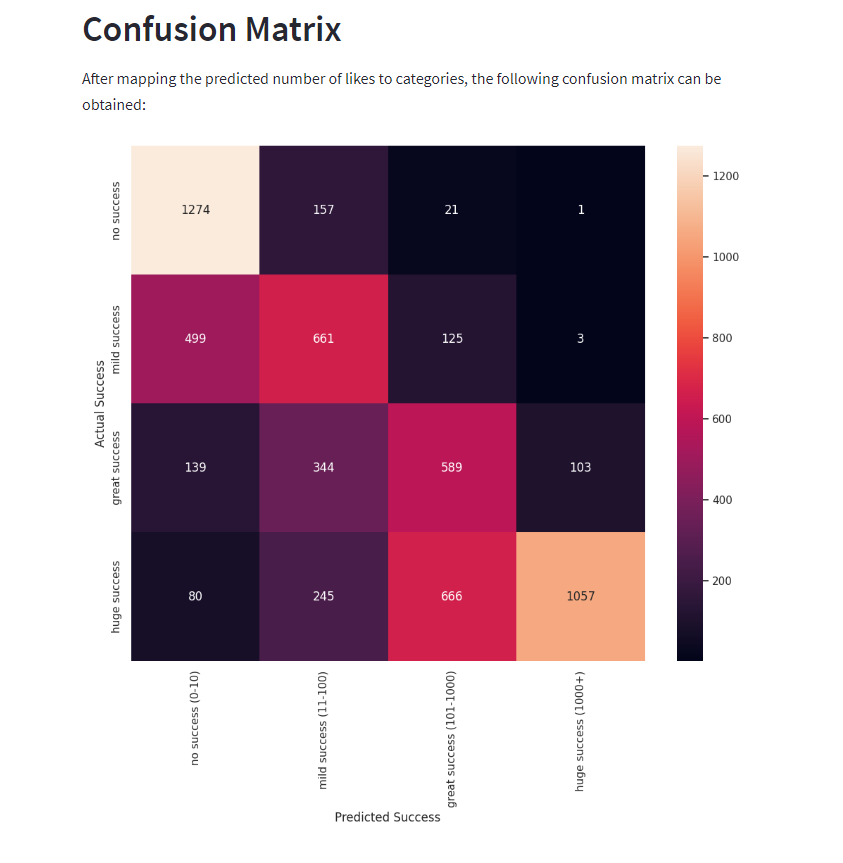 Confusion Matrix
After mapping the predicted number of likes to categories, the following confusion matrix can be
obtained:
Actual Success
no success
1274 157 21 1
mild success
499 661 125 3
great success
139 344 589 103
huge success
80 245 666 1057
no success (0-10)
mild success (11-100)
great success (101-1000)
huge success (1000+)
Predicted Success
1200
1000
800
600
400
200